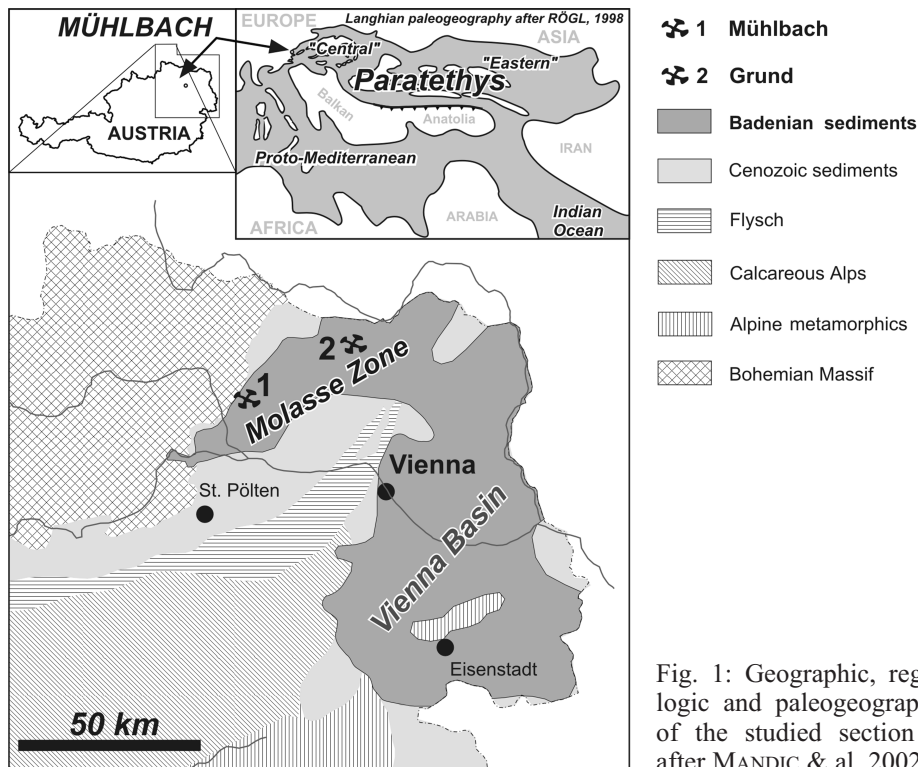 MÜHLBACH
AUSTRIA
EUROPE
Langhian paleogeography after RÖGL, 1998
ASIA
"Central"
"Eastern"
Paratethys
Balkan
Anatolia
IRAN
Proto-Mediterranean
Indian
Ocean
ARABIA
AFRICA
2
1
Molasse Zone
Vienna
St. Pölten
Vienna Basin
Eisenstadt
50 km
1 Mühlbach
2 Grund
Badenian sediments
Cenozoic sediments
Flysch
Calcareous Alps
Alpine metamorphics
Bohemian Massif
Fig. 1: Geographic, reg
logic and paleogeograp
of the studied section
after MANDIC & al. 2002